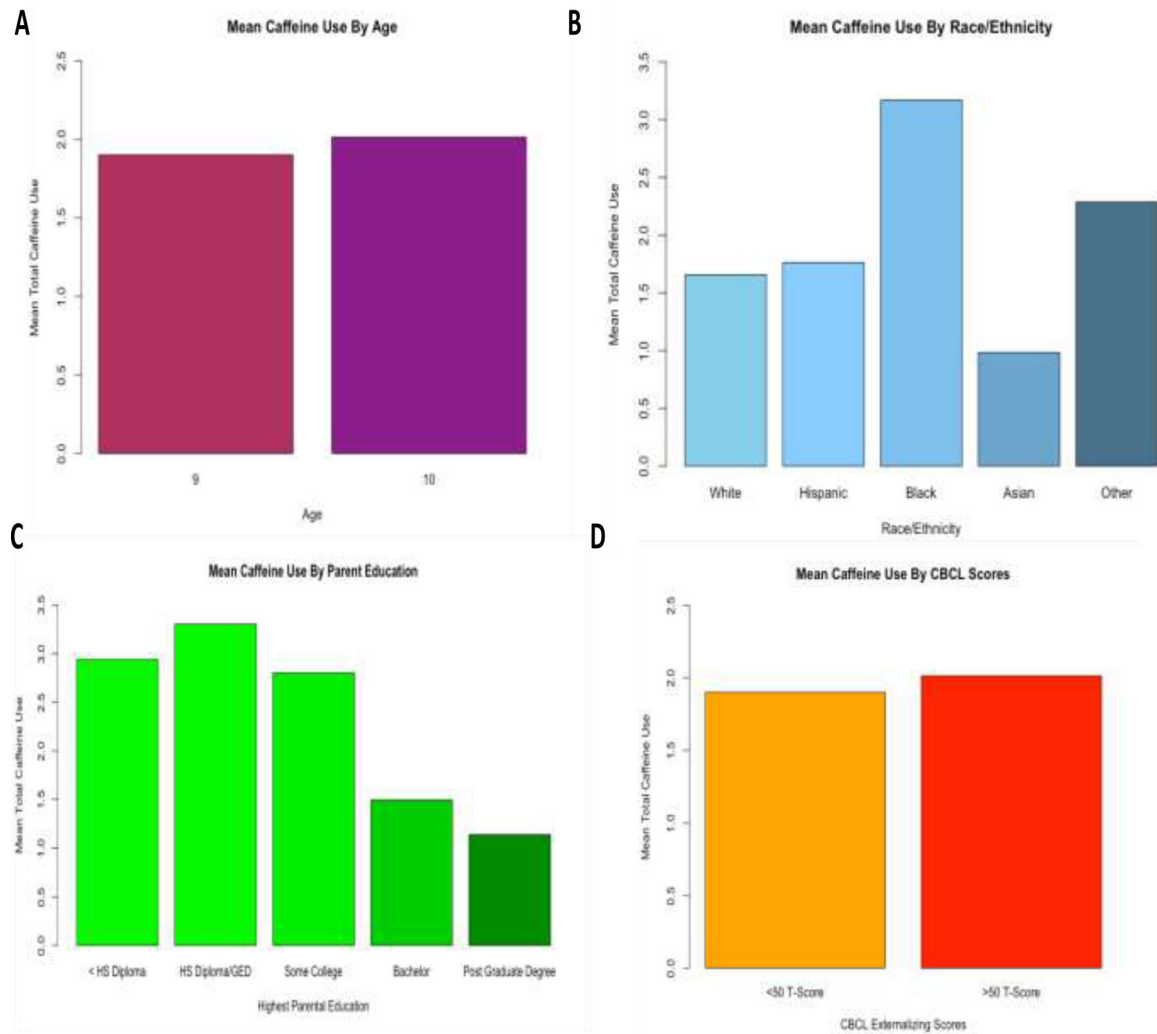 A
Mean Caffeine Use By Age
Mean Total Caffeine Use
2.5
2.0
1.5
1.0
0.5
0.0
9 10
Age
B
Mean Caffeine Use By Race/Ethnicity
Mean Total Caffeine Use
3.5
3.0
2.5
2.0
1.5
1.0
0.5
0.0
White Hispanic Black Asian Other
Race/Ethnicity
C
Mean Caffeine Use By Parent Education
Mean Total Caffeine Use
3.5
3.0
2.5
2.0
1.5
1.0
0.5
0.0
< HS Diploma HS Diploma/GED Some College Bachelor Post Graduate Degree
Highest Parental Education
D
Mean Caffeine Use By CBCL Scores
Mean Total Caffeine Use
2.5
2.0
1.5
1.0
0.5
0.0
<50 T-Score >50 T-Score
CBCL Externalizing Scores